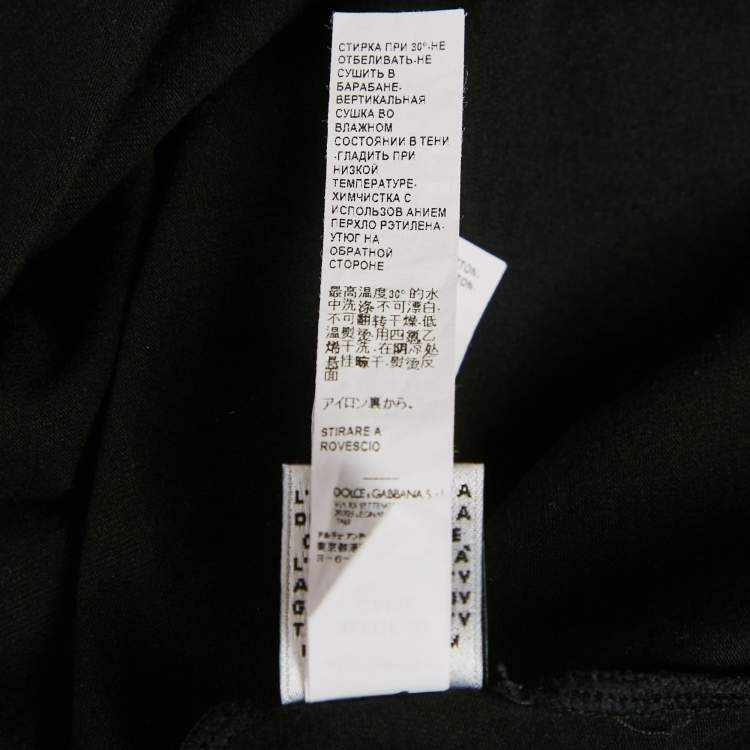 СТИРКА ПРИ 30°-НЕ
ОТБЕЛИВАТЬ-НЕ
СУШИТЬ В
БАРАБАНЕ-
ВЕРТИКАЛЬНАЯ
СУШКА ВО
ВЛАЖНОМ
СОСТОЯНИИ В ТЕНИ
-ГЛАДИТЬ ПРИ
НИЗКОЙ
ТЕМПЕРАТУРЕ-
ХИМЧИСТКА С
ИСПОЛЬЗОВ АНИЕМ
ПЕРХЛО РЭТИЛЕНА-
УТЮГ НА
ОБРАТНОЙ
СТОРОНЕ
最高温度30° 的水
中洗涤-不可漂白-
不可翻转干燥-低
温熨後-用四氯乙
烯干洗-在阴凉处
悬挂晾干-熨後反
面
アイロン裏から。
STIRARE A
ROVESCIO
DOLCE & GABBANA S
TTON-
TON-